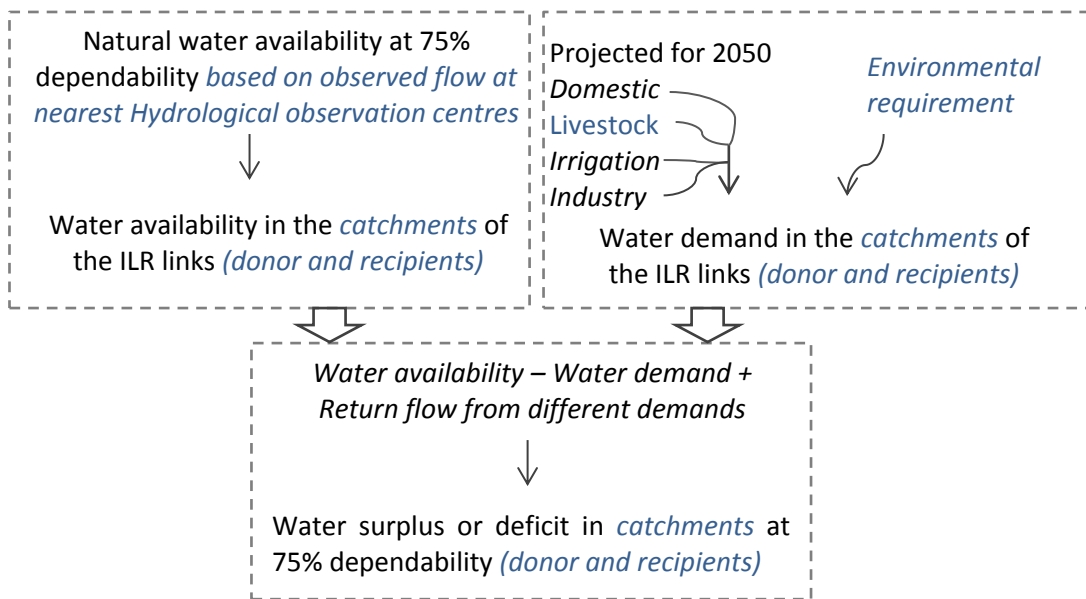 Natural water availability at 75%
dependability based on observed flow at
nearest Hydrological observation centres
Water availability in the catchments of
the ILR links (donor and recipients)
Projected for 2050
Domestic
Livestock
Irrigation
Industry
Environmental
requirement
Water demand in the catchments of
the ILR links (donor and recipients)
Water availability – Water demand +
Return flow from different demands
Water surplus or deficit in catchments at
75% dependability (donor and recipients)